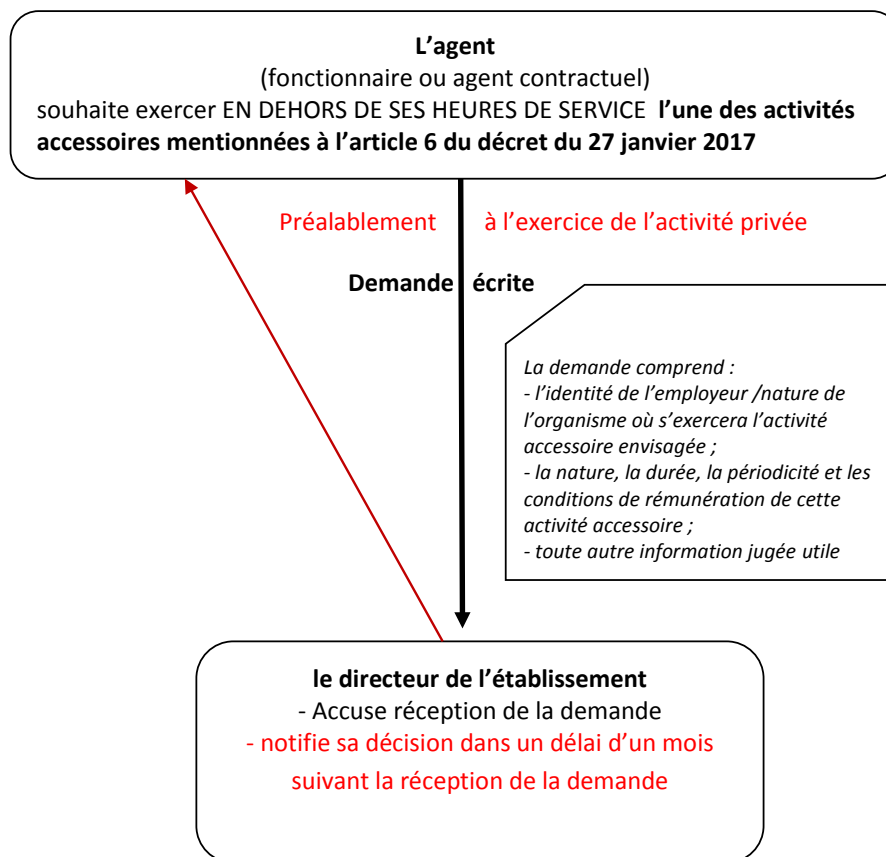 L’agent
(fonctionnaire ou agent contractuel)
souhaite exercer EN DEHORS DE SES HEURES DE SERVICE l’une des activités
accessoires mentionnées à l’article 6 du décret du 27 janvier 2017
Préalablement à l’exercice de l’activité privée
Demande écrite
La demande comprend :
- l’identité de l’employeur /nature de
l’organisme où s’exercera l’activité
accessoire envisagée ;
- la nature, la durée, la périodicité et les
conditions de rémunération de cette
activité accessoire ;
- toute autre information jugée utile
le directeur de l’établissement
- Accuse réception de la demande
- notifie sa décision dans un délai d’un mois
suivant la réception de la demande